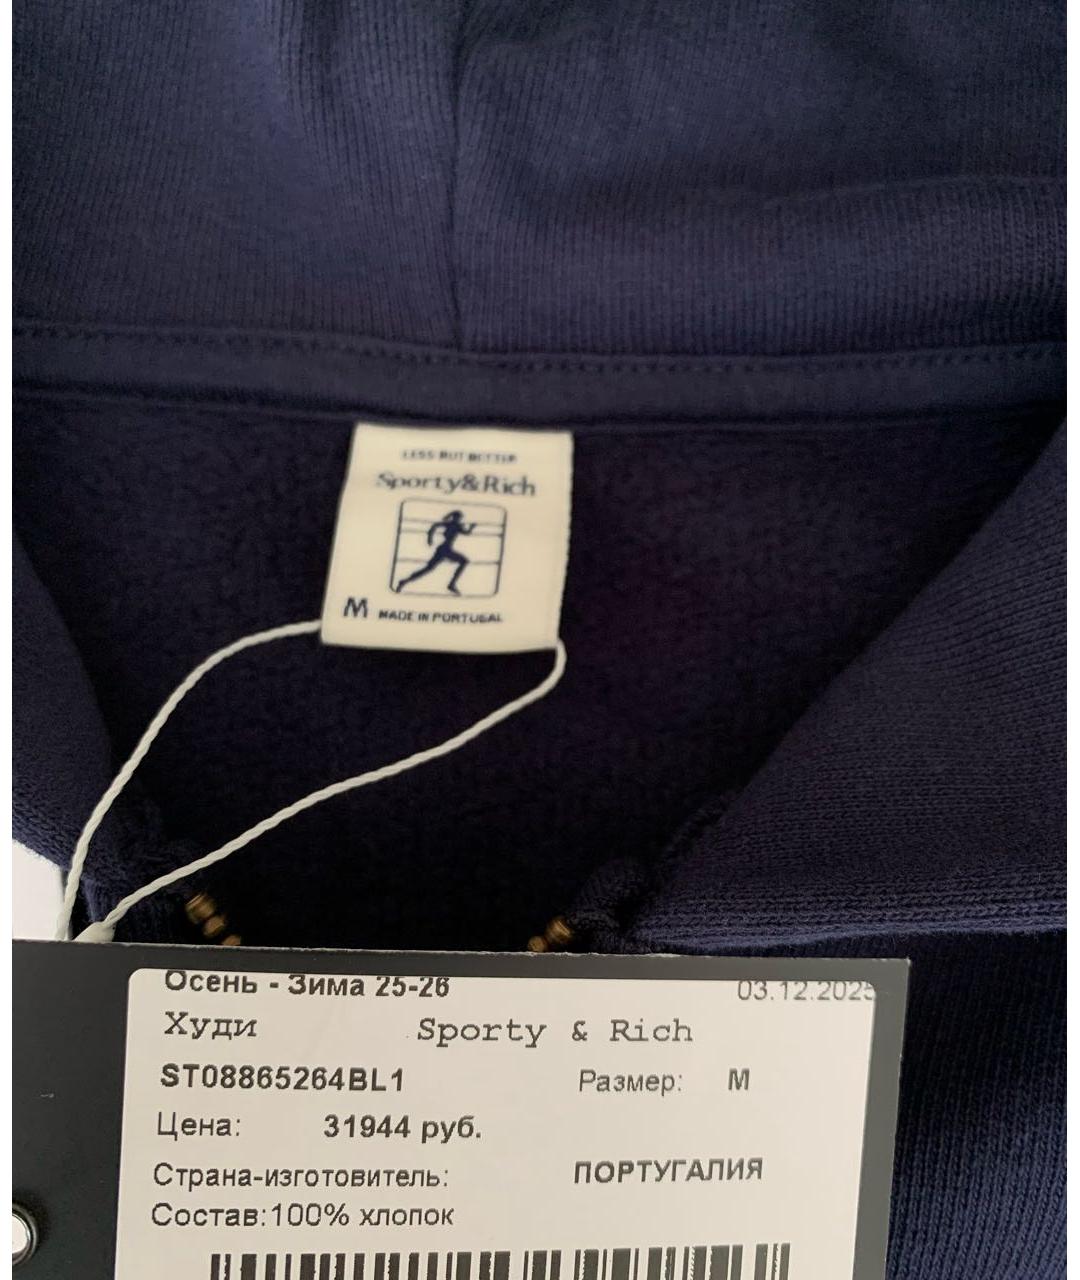 LESS BUT BETTER
Sporty&Rich
M MADE IN PORTUGAL
Осень - Зима 25-26 03.12.2025
Худи Sporty & Rich
ST08865264BL1 Размер: M
Цена: 31944 руб.
Страна-изготовитель: ПОРТУГАЛИЯ
Состав:100% хлопок